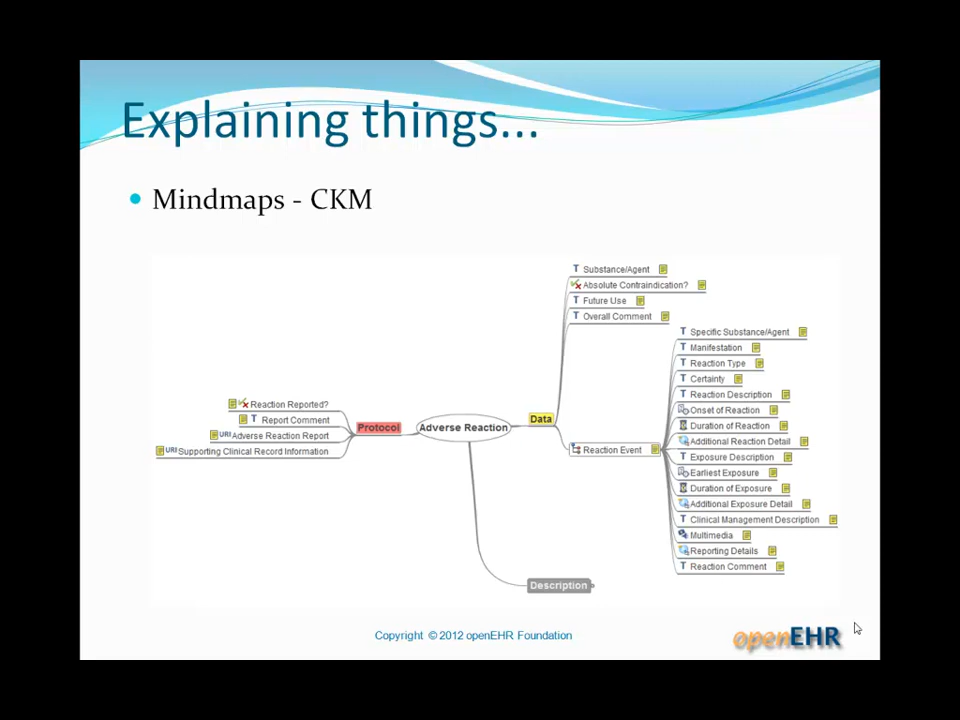 Explaining things...
Mindmaps - CKM
Substance/Agent
Absolute Contraindication?
Future Use
Overall Comment
Specific Substance/Agent
Manifestation
Reaction Type
Certainty
Reaction Description
Onset of Reaction
Duration of Reaction
Additional Reaction Detail
Exposure Description
Earliest Exposure
Duration of Exposure
Additional Exposure Detail
Clinical Management Description
Multimedia
Reporting Details
Reaction Comment
Reaction Event
Data
Adverse Reaction
Protocol
Reaction Reported?
Report Comment
URI Adverse Reaction Report
URI Supporting Clinical Record Information
Description
Copyright © 2012 openEHR Foundation
openEHR